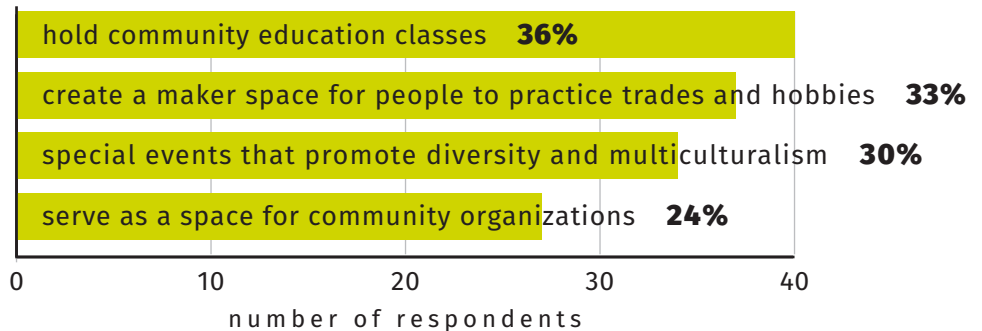 hold community education classes 36%
create a maker space for people to practice trades and hobbies 33%
special events that promote diversity and multiculturalism 30%
serve as a space for community organizations 24%
0 10 20 30 40
number of respondents